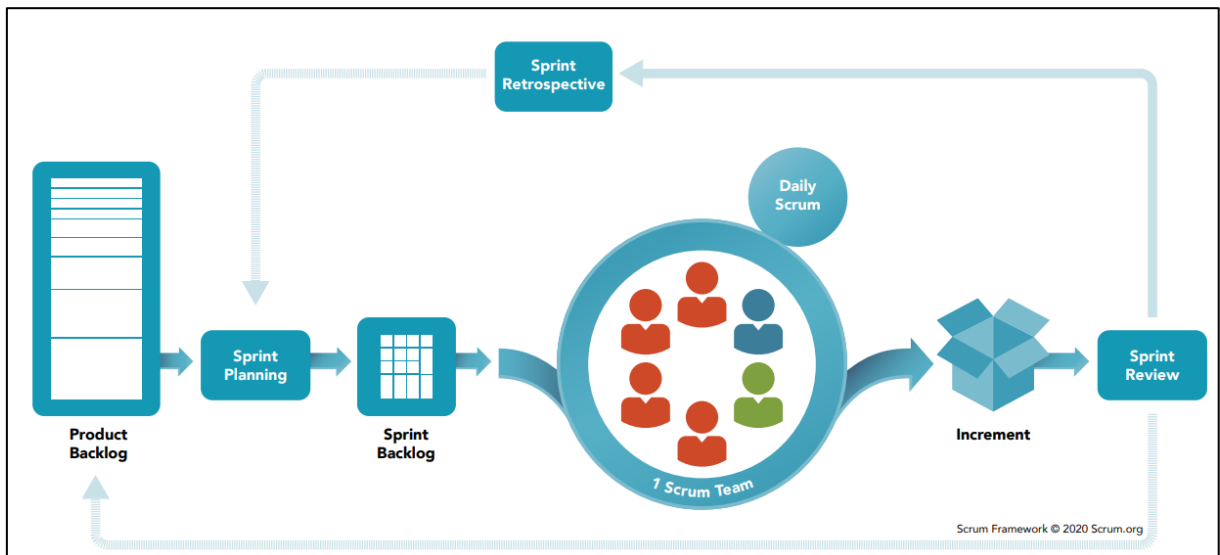 Sprint
Retrospective
Daily
Scrum
Sprint
Planning
Sprint
Review
Product
Backlog
Sprint
Backlog
Increment
1 Scrum Team
Scrum Framework © 2020 Scrum.org